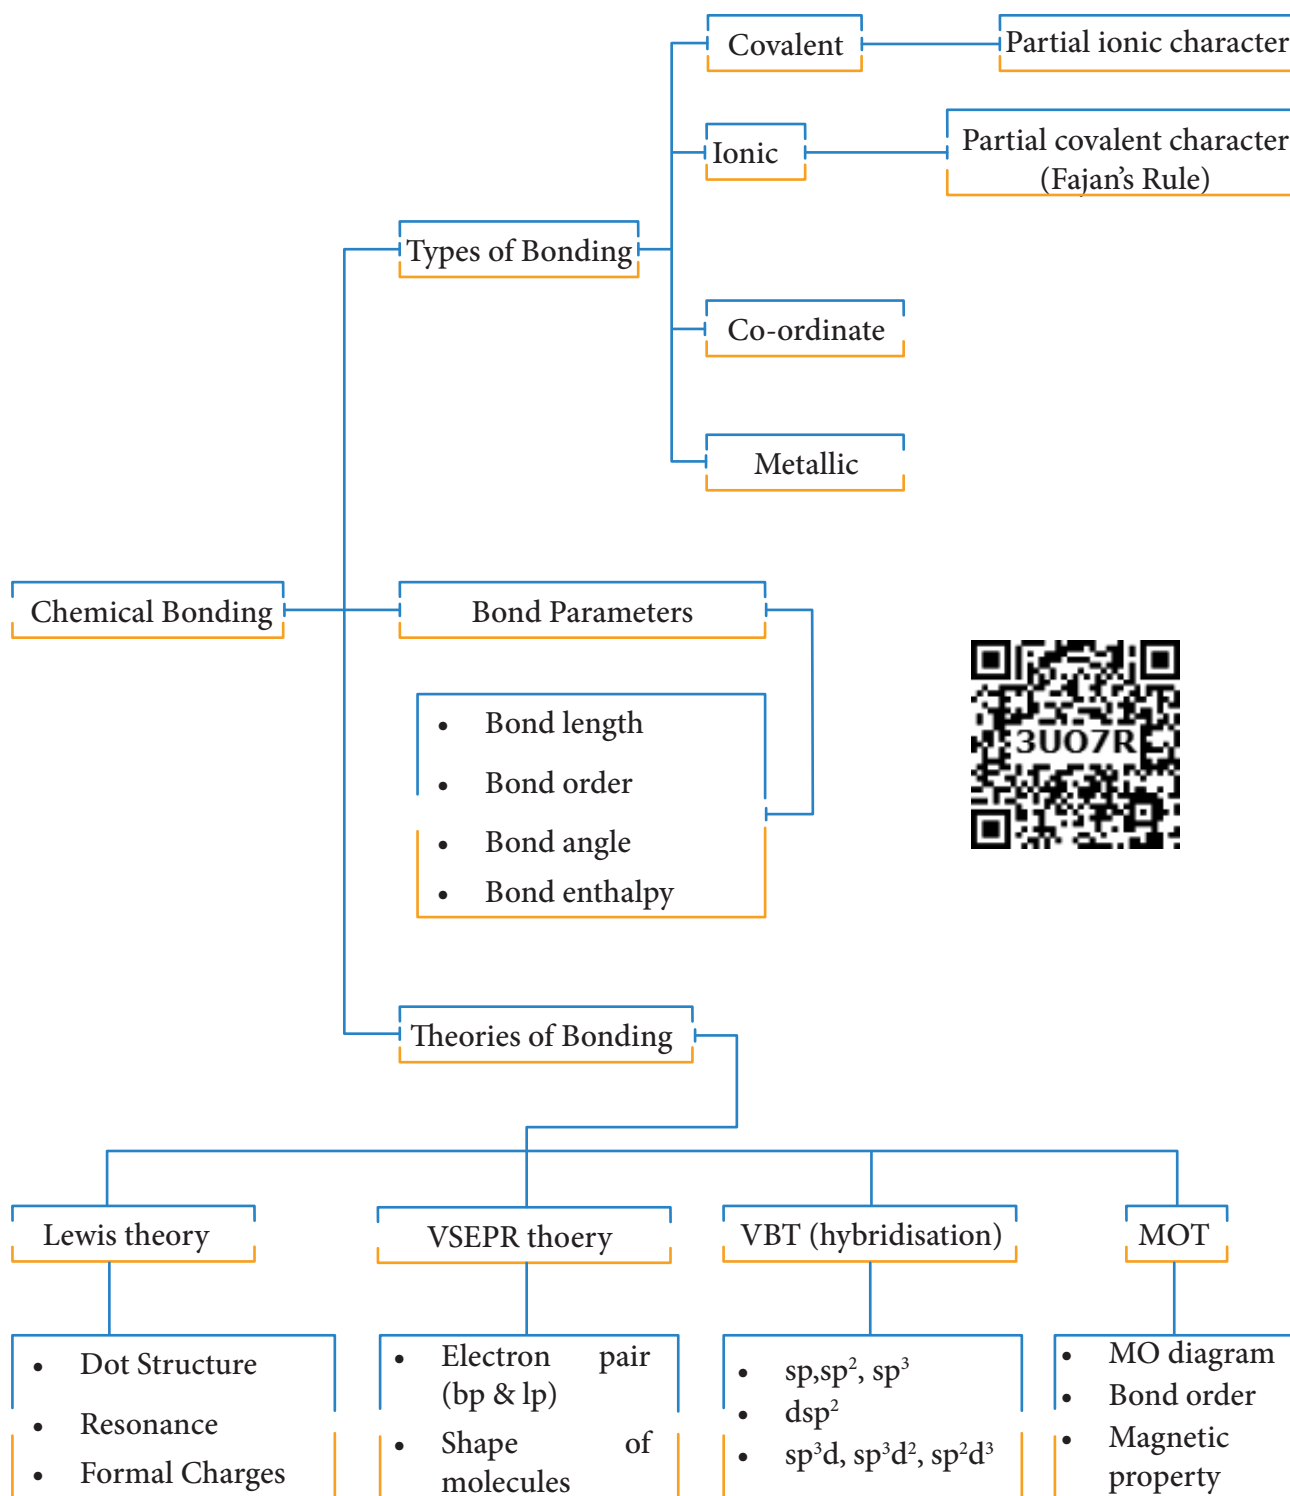 Covalent
Partial ionic character
Ionic
Partial covalent character
(Fajan's Rule)
Types of Bonding
Co-ordinate
Metallic
Chemical Bonding
Bond Parameters
• Bond length
• Bond order
• Bond angle
• Bond enthalpy
3UO7R
Theories of Bonding
Lewis theory
VSEPR thoery
VBT (hybridisation)
MOT
• Dot Structure
• Resonance
• Formal Charges
• Electron pair
(bp & lp)
• Shape of
molecules
• sp,sp², sp³
• dsp²
• sp³d, sp³d², sp²d³
• MO diagram
• Bond order
• Magnetic
property